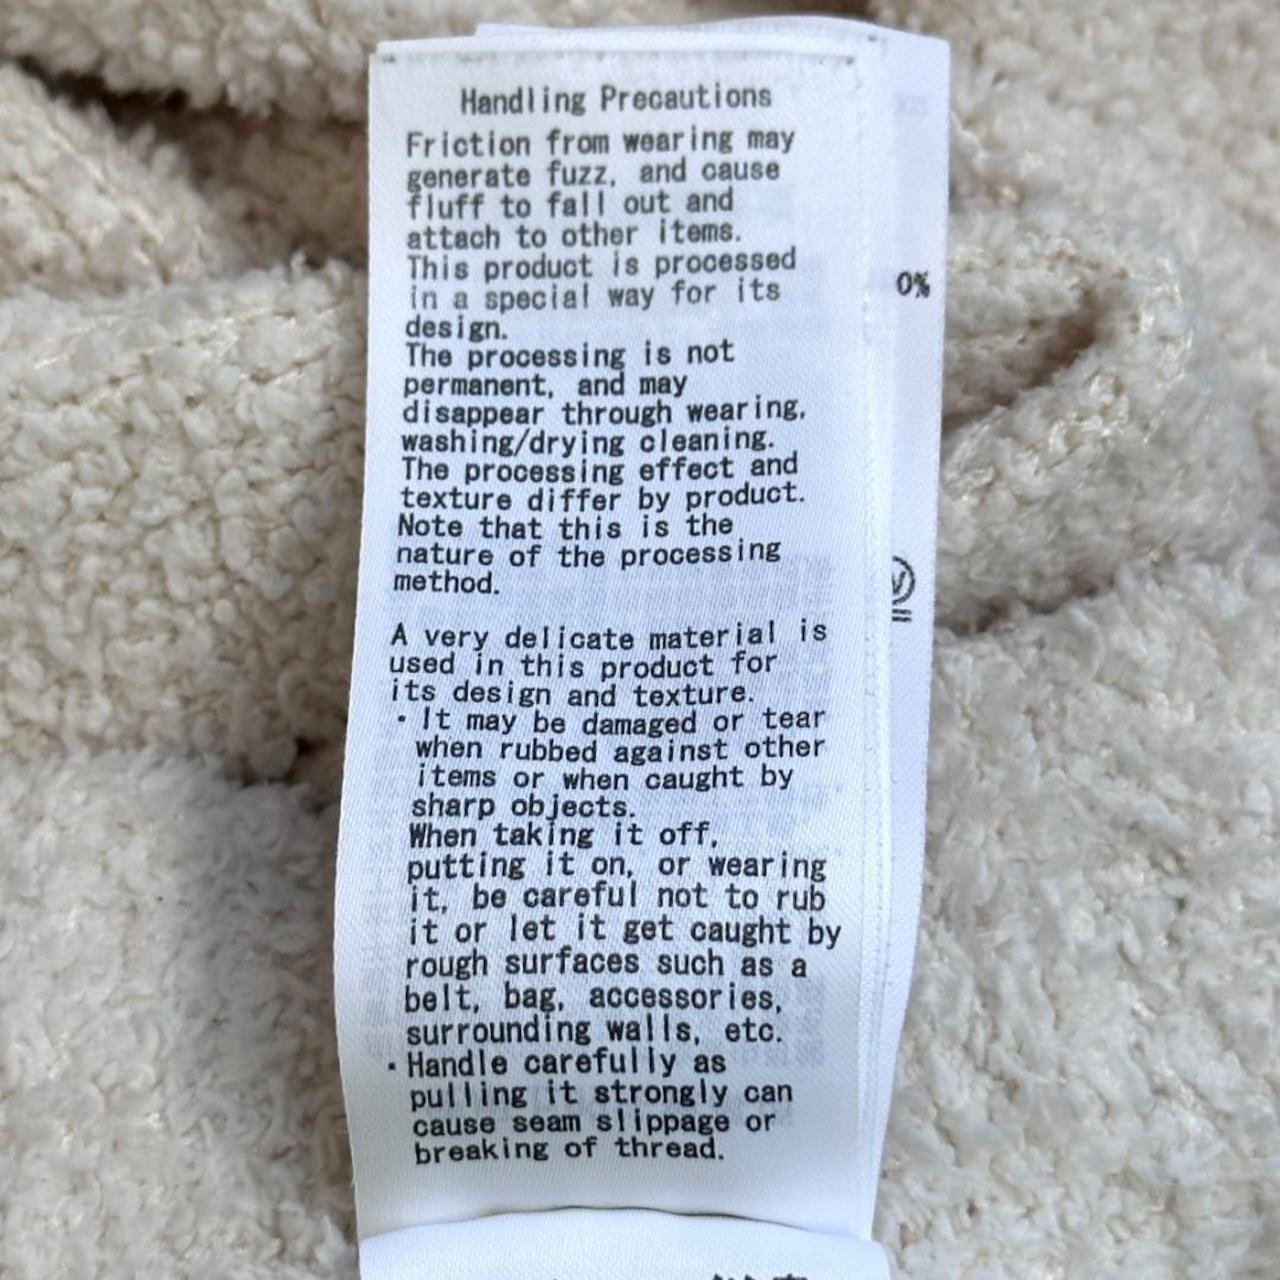 Handling Precautions
Friction from wearing may
generate fuzz, and cause
fluff to fall out and
attach to other items.
This product is processed
in a special way for its
design.
The processing is not
permanent, and may
disappear through wearing,
washing/drying cleaning.
The processing effect and
texture differ by product.
Note that this is the
nature of the processing
method.
A very delicate material is
used in this product for
its design and texture.
・It may be damaged or tear
when rubbed against other
items or when caught by
sharp objects.
When taking it off,
putting it on, or wearing
it, be careful not to rub
it or let it get caught by
rough surfaces such as a
belt, bag, accessories,
surrounding walls, etc.
・Handle carefully as
pulling it strongly can
cause seam slippage or
breaking of thread.
0%